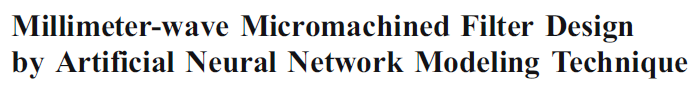 Millimeter-wave Micromachined Filter Design
by Artificial Neural Network Modeling Technique